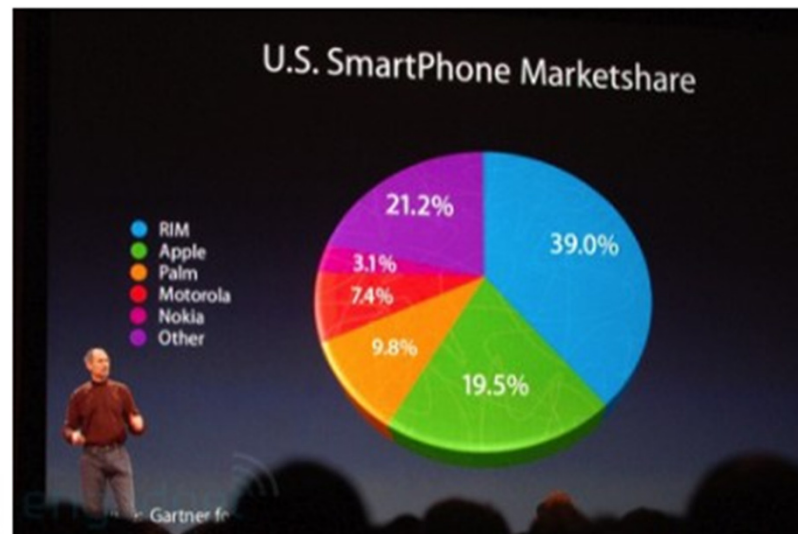 U.S. SmartPhone Marketshare
RIM
Apple
Palm
Motorola
Nokia
Other
21.2%
39.0%
3.1%
7.4%
9.8%
19.5%
engadget
Gartner